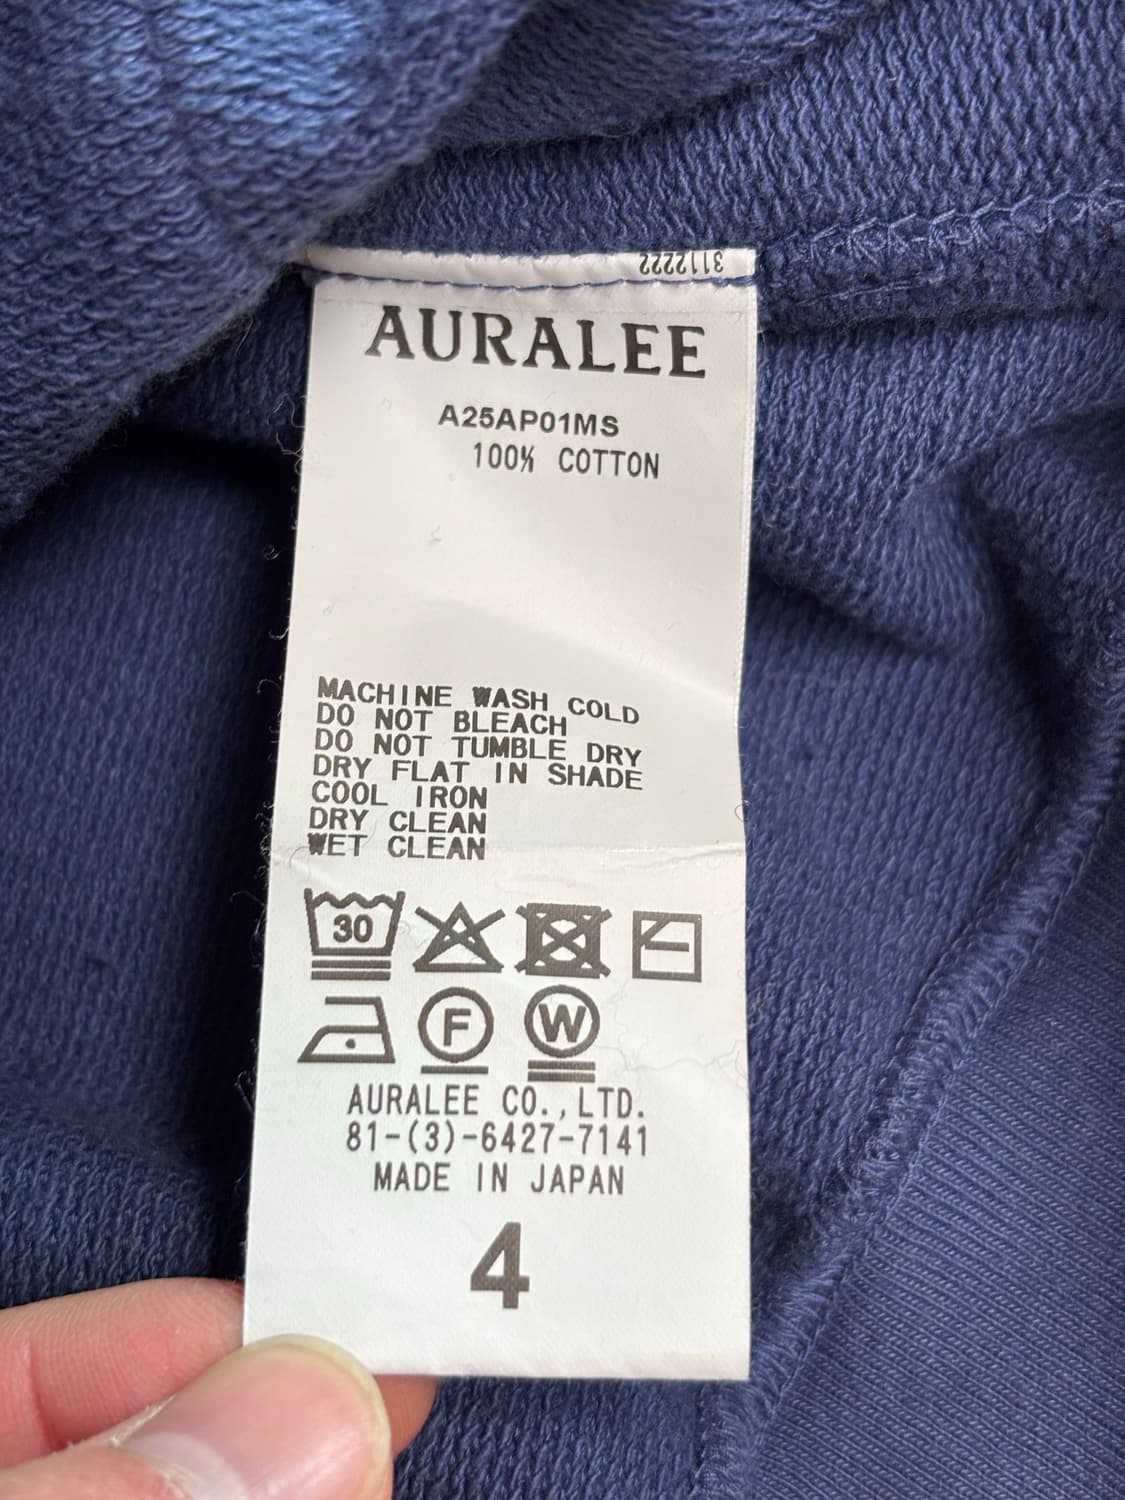 3112222
AURALEE
A25AP01MS
100% COTTON
MACHINE WASH COLD
DO NOT BLEACH
DO NOT TUMBLE DRY
DRY FLAT IN SHADE
COOL IRON
DRY CLEAN
WET CLEAN
30
F W
AURALEE CO.,LTD.
81-(3)-6427-7141
MADE IN JAPAN
4